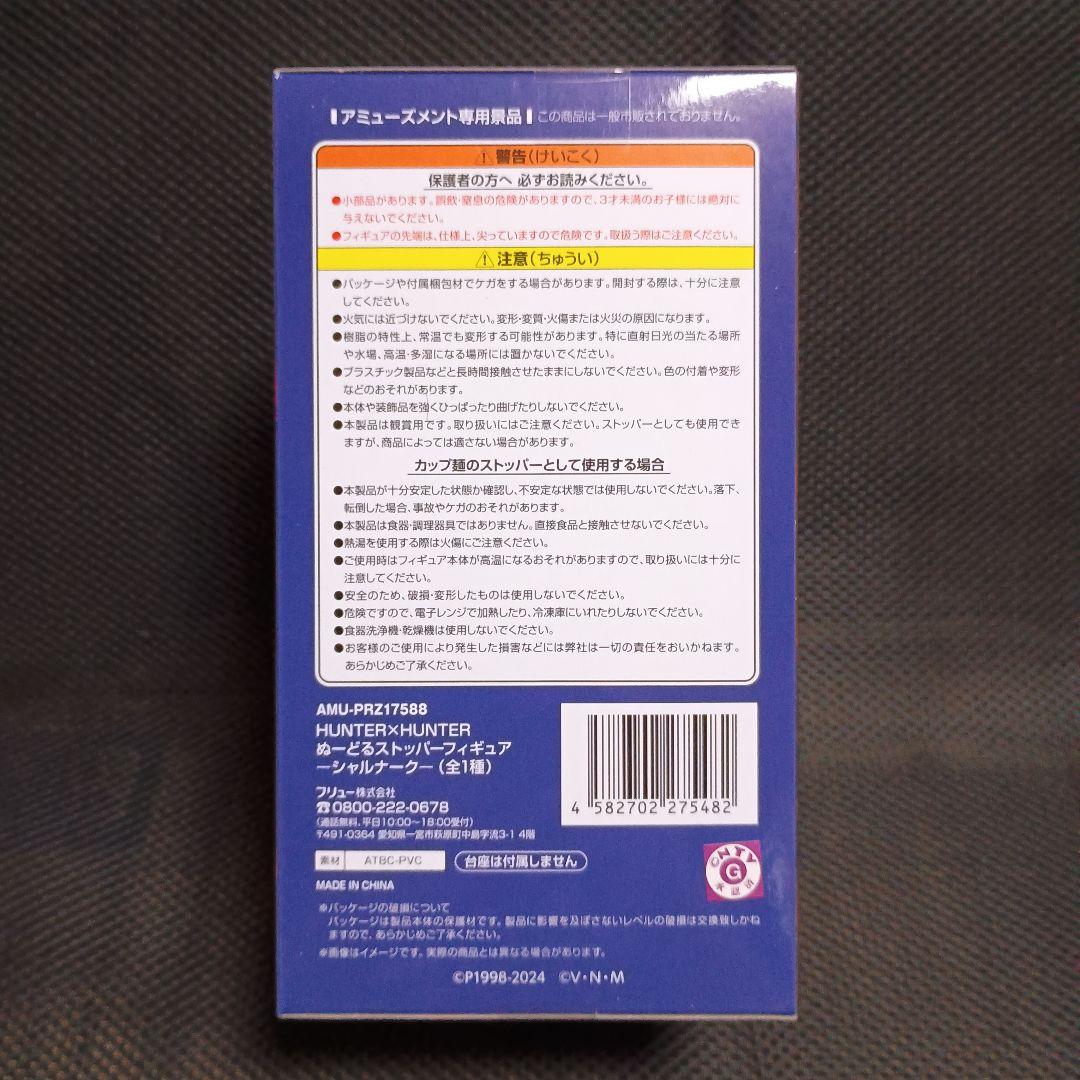 アミューズメント専用景品 この商品は一般市販されておりません。
⚠警告(けいこく)
保護者の方へ 必ずお読みください。
●小部品があります。誤飲・窒息の危険がありますので、3才未満のお子様には絶対に
与えないでください。
●フィギュアの先端は、仕様上、尖っていますので危険です。取扱う際はご注意ください。
⚠注意(ちゅうい)
●パッケージや付属梱包材でケガをする場合があります。開封する際は、十分に注意
してください。
●火気には近づけないでください。変形・変質・火傷または火災の原因になります。
●樹脂の特性上、常温でも変形する可能性があります。特に直射日光の当たる場所
や水場、高温・多湿になる場所には置かないでください。
●プラスチック製品などと長時間接触させたままにしないでください。色の付着や変形
などのおそれがあります。
●本体や装飾品を強くひっぱったり曲げたりしないでください。
●本製品は観賞用です。取り扱いにはご注意ください。ストッパーとしても使用でき
ますが、商品によっては適さない場合があります。
カップ麺のストッパーとして使用する場合
●本製品が十分安定した状態か確認し、不安定な状態では使用しないでください。落下、
転倒した場合、事故やケガのおそれがあります。
●本製品は食器・調理器具ではありません。直接食品と接触させないでください。
●熱湯を使用する際は火傷にご注意ください。
●ご使用時はフィギュア本体が高温になるおそれがありますので、取り扱いには十分に
注意してください。
●安全のため、破損・変形したものは使用しないでください。
●危険ですので、電子レンジで加熱したり、冷凍庫にいれたりしないでください。
●食器洗浄機・乾燥機は使用しないでください。
●お客様のご使用により発生した損害などには弊社は一切の責任をおいかねます。
あらかじめご了承ください。
AMU-PRZ17588
HUNTER×HUNTER
ぬーどるストッパーフィギュア
ーシャルナークー(全1種)
フリュー株式会社
☎0800-222-0678
(通話無料、平日10:00〜18:00受付)
〒491-0364 愛知県一宮市萩原町中島字流3-1 4階
4 582702 275482
素材 ATBC-PVC 台座は付属しません
©NTV
G
承認済
MADE IN CHINA
※パッケージの破損について
パッケージは製品本体の保護材です。製品に影響を及ぼさないレベルの破損は交換致しかね
ますので、あらかじめご了承ください。
※画像はイメージです。実際の商品とは異なる場合があります。
©P1998-2024 ©V・N・M